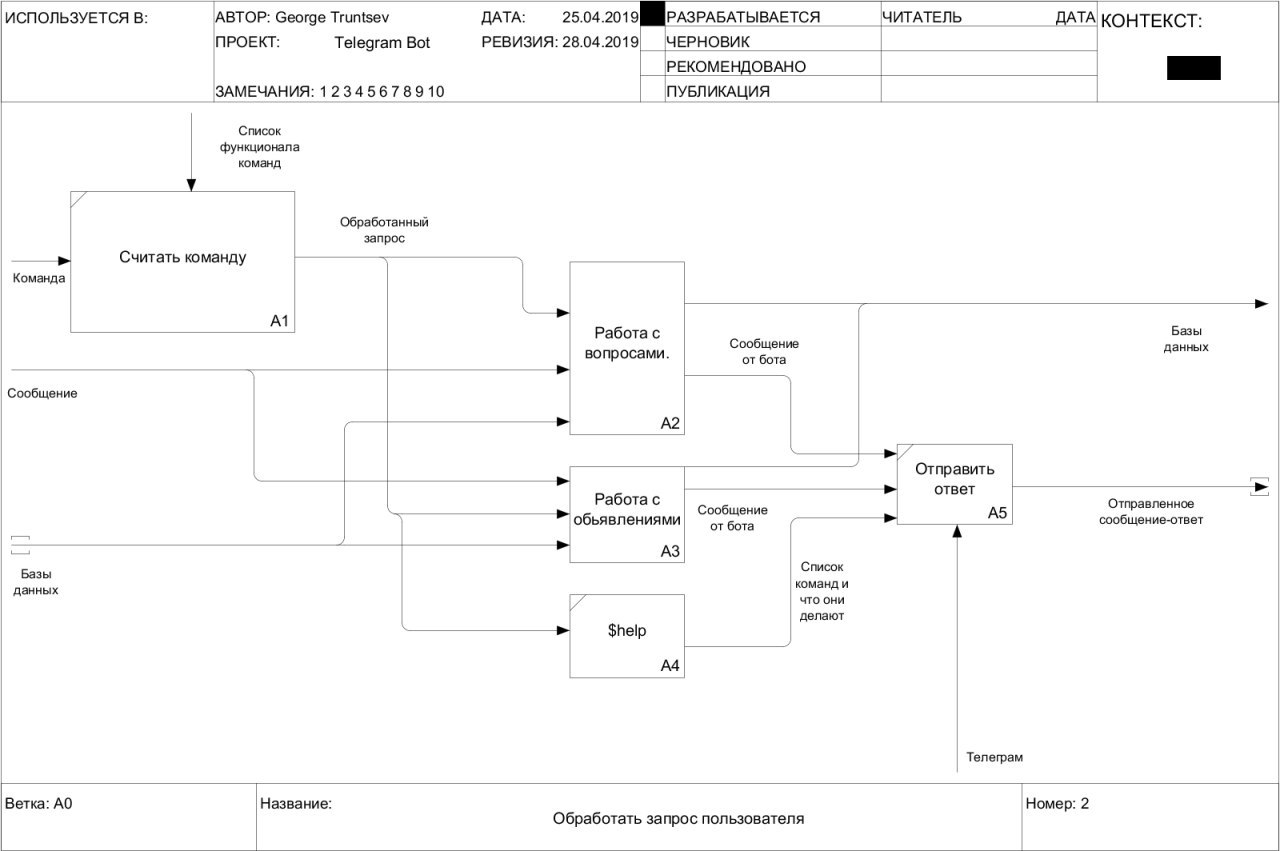 ИСПОЛЬЗУЕТСЯ В:
АВТОР: George Truntsev
ДАТА: 25.04.2019
ПРОЕКТ: Telegram Bot
РЕВИЗИЯ: 28.04.2019
ЗАМЕЧАНИЯ: 1 2 3 4 5 6 7 8 9 10
РАЗРАБАТЫВАЕТСЯ
ЧЕРНОВИК
РЕКОМЕНДОВАНО
ПУБЛИКАЦИЯ
ЧИТАТЕЛЬ
ДАТА
КОНТЕКСТ:
Список
функционала
команд
Считать команду
A1
Команда
Обработанный
запрос
Работа с
вопросами.
A2
Сообщение
от бота
Базы
данных
Сообщение
Работа с
обьявлениями
A3
Сообщение
от бота
Отправить
ответ
A5
Отправленное
сообщение-ответ
Базы
данных
Список
команд и
что они
делают
$help
A4
Телеграм
Ветка: A0
Название:
Обработать запрос пользователя
Номер: 2